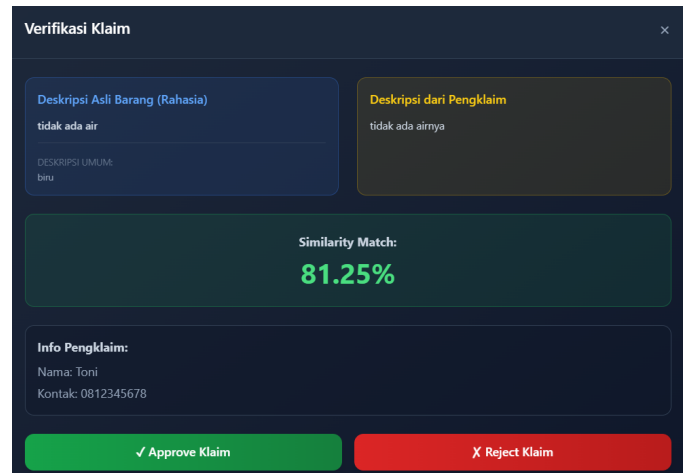 Verifikasi Klaim
×
Deskripsi Asli Barang (Rahasia)
tidak ada air
DESKRIPSI UMUM:
biru
Deskripsi dari Pengklaim
tidak ada airnya
Similarity Match:
81.25%
Info Pengklaim:
Nama: Toni
Kontak: 0812345678
✓ Approve Klaim
✗ Reject Klaim